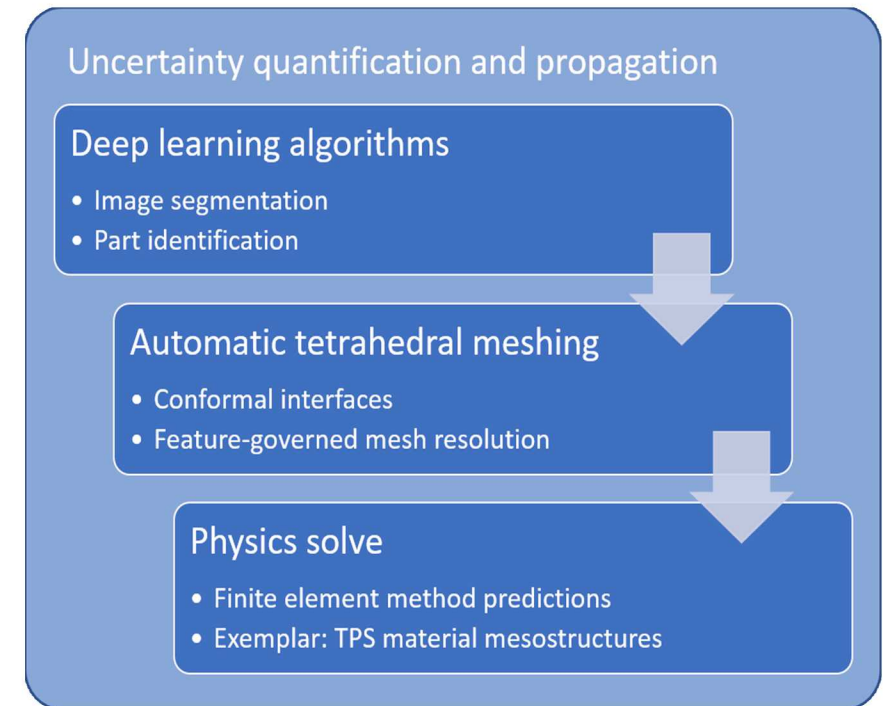 Uncertainty quantification and propagation
Deep learning algorithms
• Image segmentation
• Part identification
Automatic tetrahedral meshing
• Conformal interfaces
• Feature-governed mesh resolution
Physics solve
• Finite element method predictions
• Exemplar: TPS material mesostructures